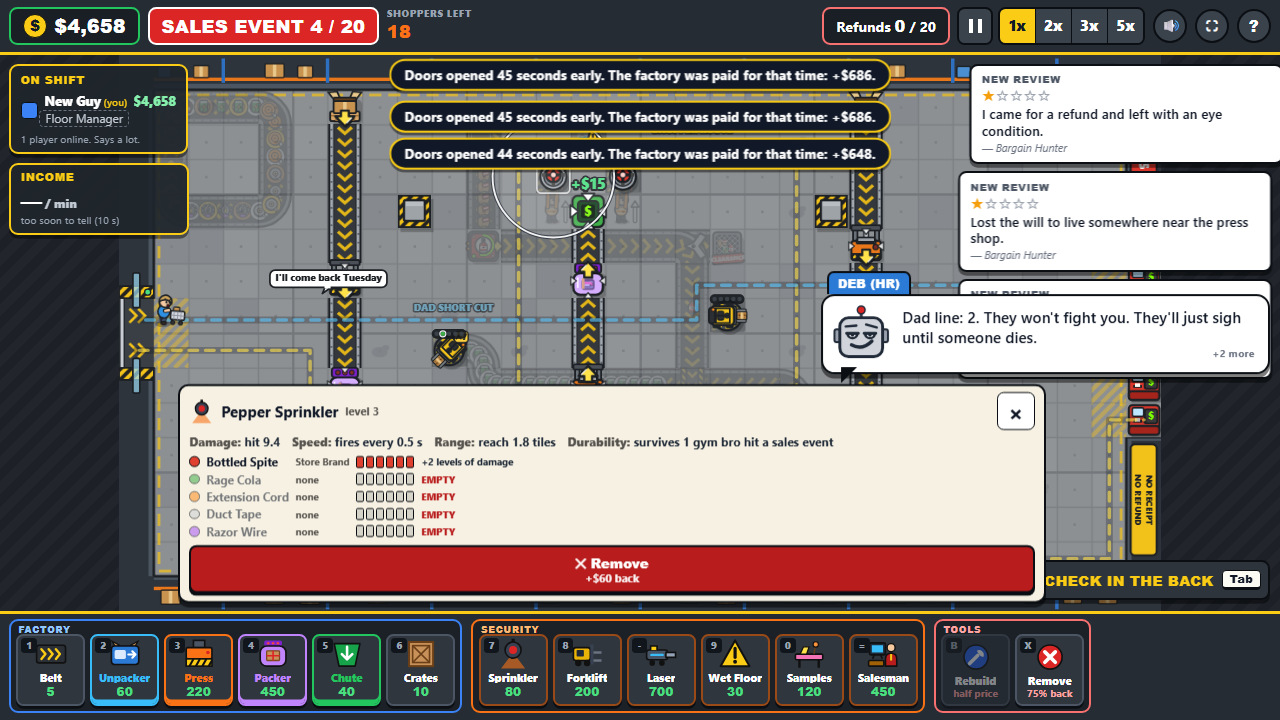 $4,658
SALES EVENT 4 / 20
SHOPPERS LEFT
18
Refunds 0 / 20
1x
2x
3x
5x
?
ON SHIFT
New Guy (you) $4,658
Floor Manager
1 player online. Says a lot.
INCOME
— / min
too soon to tell (10 s)
Doors opened 45 seconds early. The factory was paid for that time: +$686.
Doors opened 45 seconds early. The factory was paid for that time: +$686.
Doors opened 44 seconds early. The factory was paid for that time: +$648.
+$15
$
NEW REVIEW
I came for a refund and left with an eye
condition.
— Bargain Hunter
NEW REVIEW
Lost the will to live somewhere near the press
shop.
— Bargain Hunter
NEW REVIEW
DEB (HR)
Dad line: 2. They won't fight you. They'll just sigh
until someone dies.
+2 more
I'll come back Tuesday
DAD SHORT CUT
Pepper Sprinkler level 3
Damage: hit 9.4 Speed: fires every 0.5 s Range: reach 1.8 tiles Durability: survives 1 gym bro hit a sales event
Bottled Spite Store Brand +2 levels of damage
Rage Cola none EMPTY
Extension Cord none EMPTY
Duct Tape none EMPTY
Razor Wire none EMPTY
Remove
+$60 back
NO RECEIPT
NO REFUND
CHECK IN THE BACK Tab
FACTORY
1
Belt
5
2
Unpacker
60
3
Press
220
4
Packer
450
5
Chute
40
6
Crates
10
SECURITY
7
Sprinkler
80
8
Forklift
200
-
Laser
700
9
Wet Floor
30
0
Samples
120
=
Salesman
450
TOOLS
B
Rebuild
half price
X
Remove
75% back